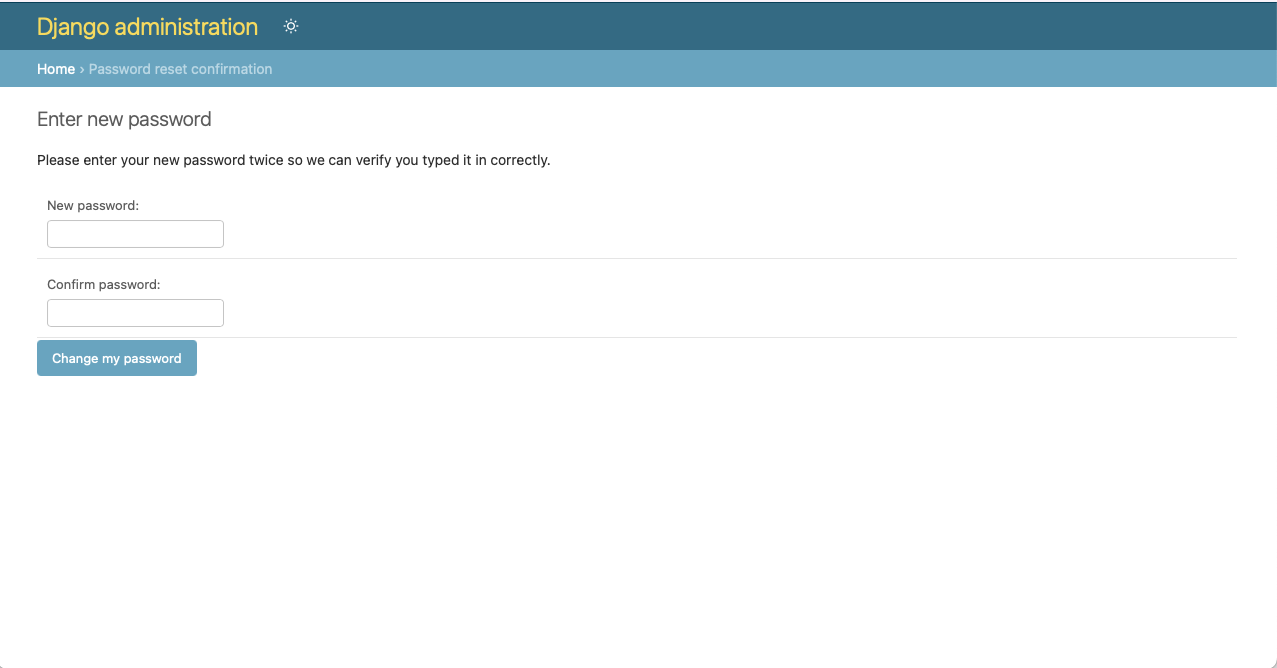 Django administration
Home › Password reset confirmation
Enter new password
Please enter your new password twice so we can verify you typed it in correctly.
New password:
Confirm password:
Change my password